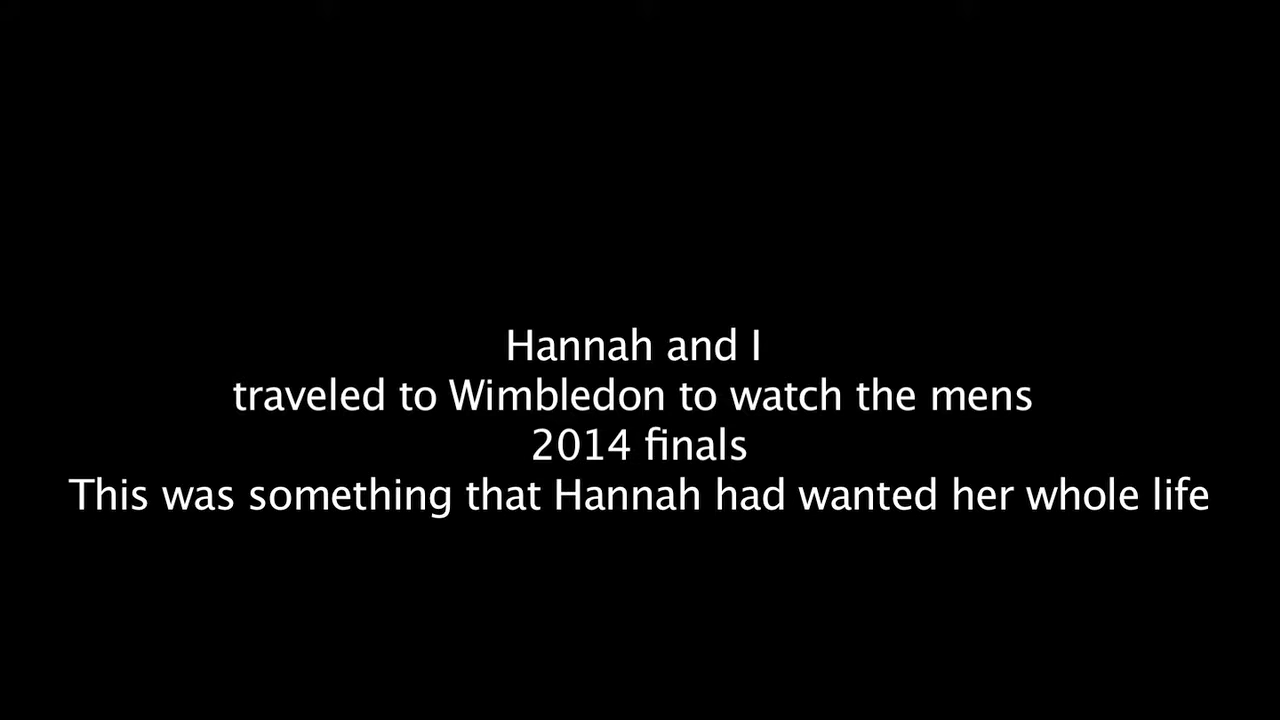 Hannah and I
traveled to Wimbledon to watch the mens
2014 finals
This was something that Hannah had wanted her whole life